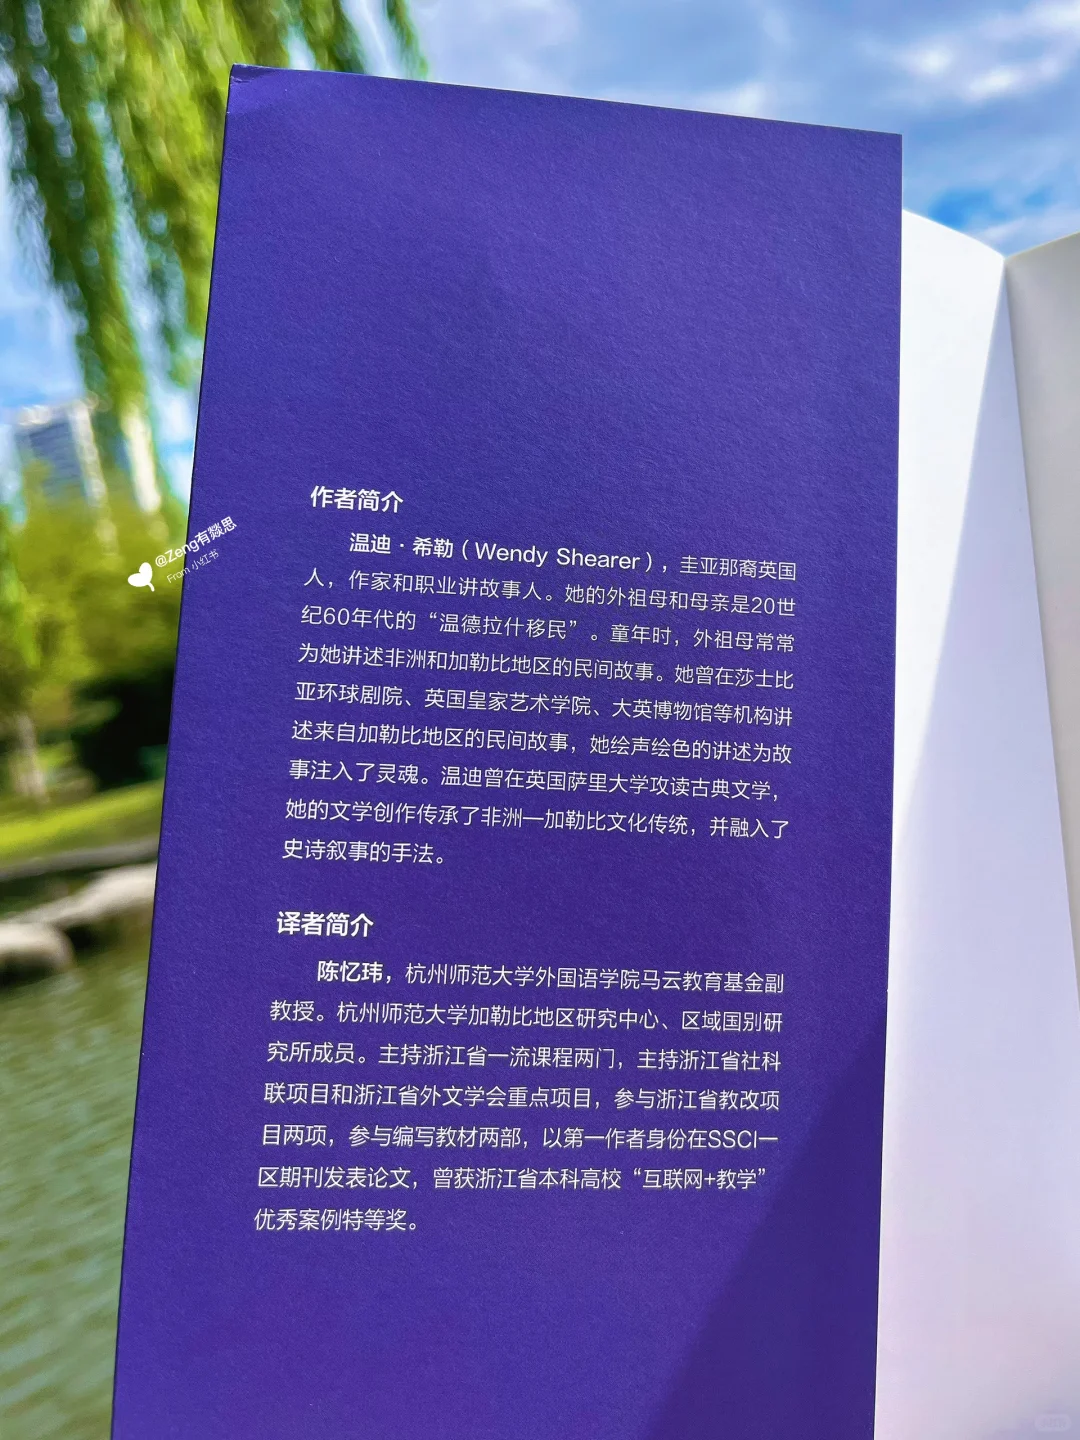 作者简介
温迪·希勒（Wendy Shearer），圭亚那裔英国
人，作家和职业讲故事人。她的外祖母和母亲是20世
纪60年代的“温德拉什移民”。童年时，外祖母常常
为她讲述非洲和加勒比地区的民间故事。她曾在莎士比
亚环球剧院、英国皇家艺术学院、大英博物馆等机构讲
述来自加勒比地区的民间故事，她绘声绘色的讲述为故
事注入了灵魂。温迪曾在英国萨里大学攻读古典文学，
她的文学创作传承了非洲—加勒比文化传统，并融入了
史诗叙事的手法。
译者简介
陈忆玮，杭州师范大学外国语学院马云教育基金副
教授。杭州师范大学加勒比地区研究中心、区域国别研
究所成员。主持浙江省一流课程两门，主持浙江省社科
联项目和浙江省外文学会重点项目，参与浙江省教改项
目两项，参与编写教材两部，以第一作者身份在SSCI一
区期刊发表论文，曾获浙江省本科高校“互联网+教学”
优秀案例特等奖。
@Zeng有燚思
From 小红书